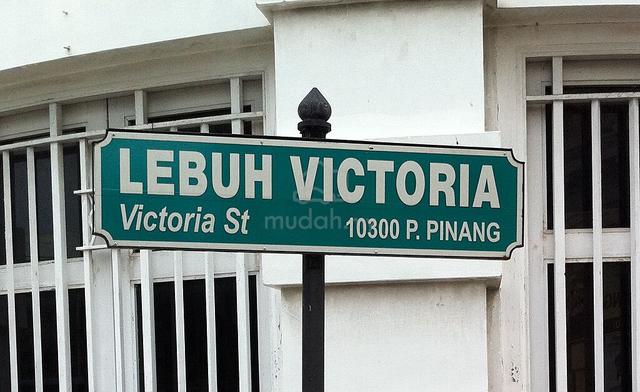 LEBUH VICTORIA
Victoria St mudah 10300 P. PINANG